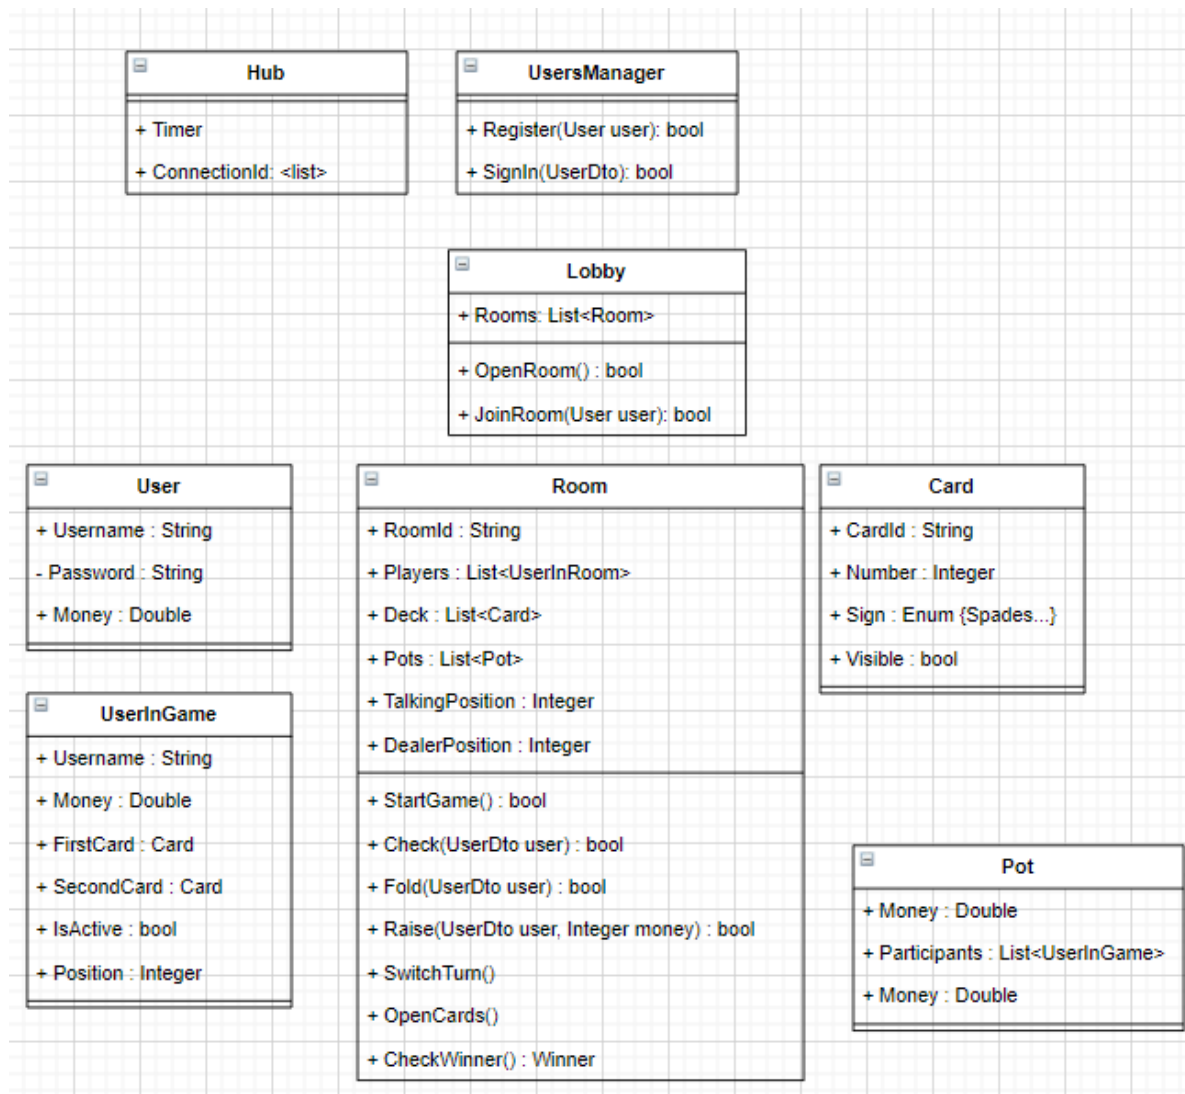 Hub
+ Timer
+ ConnectionId: <list>
UsersManager
+ Register(User user): bool
+ SignIn(UserDto): bool
Lobby
+ Rooms: List<Room>
+ OpenRoom() : bool
+ JoinRoom(User user): bool
User
+ Username : String
- Password : String
+ Money : Double
UserInGame
+ Username : String
+ Money : Double
+ FirstCard : Card
+ SecondCard : Card
+ IsActive : bool
+ Position : Integer
Room
+ RoomId : String
+ Players : List<UserInRoom>
+ Deck : List<Card>
+ Pots : List<Pot>
+ TalkingPosition : Integer
+ DealerPosition : Integer
+ StartGame() : bool
+ Check(UserDto user) : bool
+ Fold(UserDto user) : bool
+ Raise(UserDto user, Integer money) : bool
+ SwitchTurn()
+ OpenCards()
+ CheckWinner() : Winner
Card
+ CardId : String
+ Number : Integer
+ Sign : Enum {Spades...}
+ Visible : bool
Pot
+ Money : Double
+ Participants : List<UserInGame>
+ Money : Double